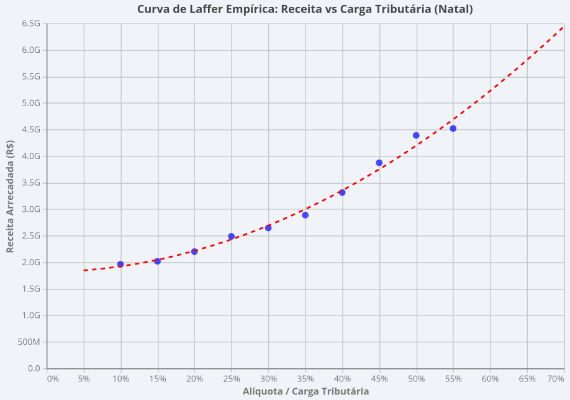 Curva de Laffer Empírica: Receita vs Carga Tributária (Natal)
Receita Arrecadada (R$)
6.5G
6.0G
5.5G
5.0G
4.5G
4.0G
3.5G
3.0G
2.5G
2.0G
1.5G
1.0G
500M
0.0
0% 5% 10% 15% 20% 25% 30% 35% 40% 45% 50% 55% 60% 65% 70%
Alíquota / Carga Tributária